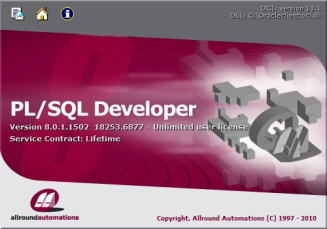 OCI: version 11.1
DLL: C:\Oracleclient\oci.dll
PL/SQL Developer
Version 8.0.1.1502 18253.6877 - Unlimited user license
Service Contract: Lifetime
allroundautomations
Copyright, Allround Automations (C) 1997 - 2010